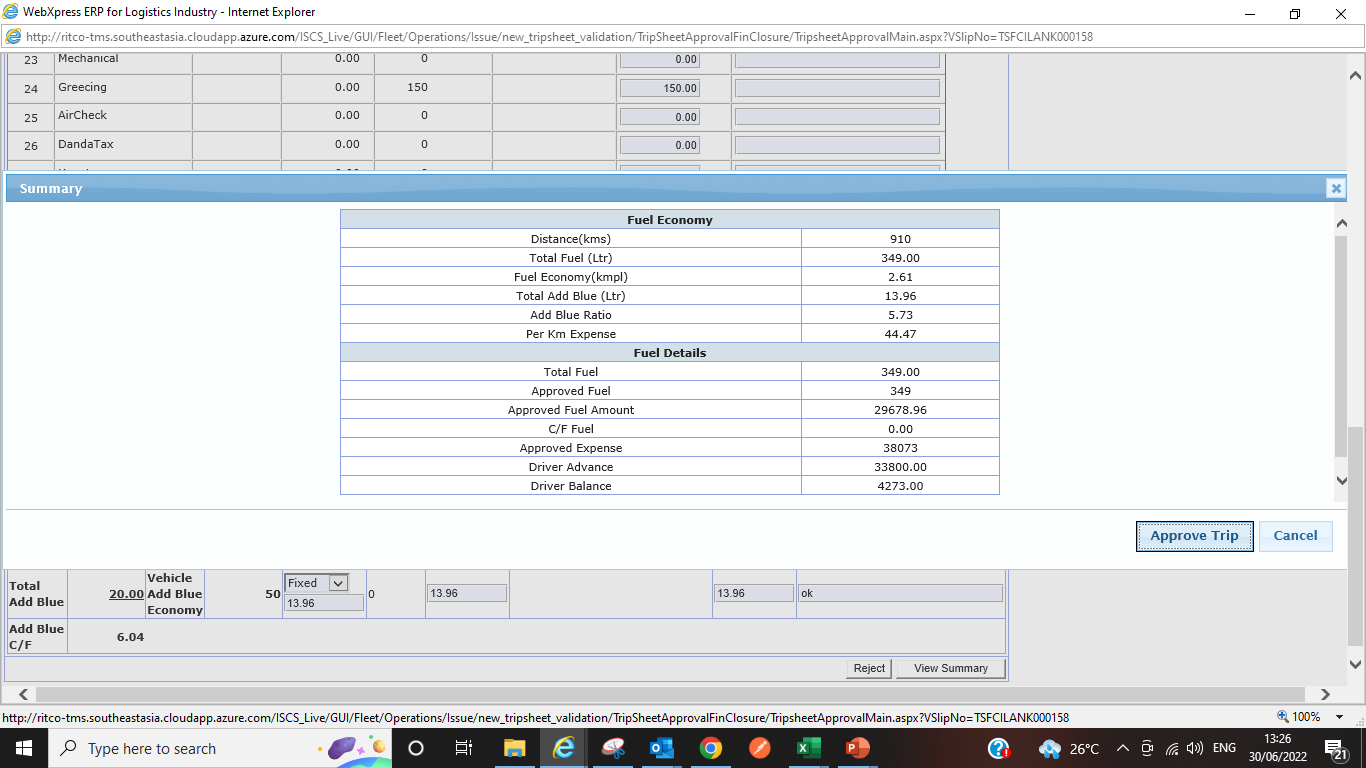 WebXpress ERP for Logistics Industry - Internet Explorer
http://ritco-tms.southeastasia.cloudapp.azure.com/ISCS_Live/GUI/Fleet/Operations/Issue/new_tripsheet_validation/TripSheetApprovalFinClosure/TripsheetApprovalMain.aspx?VSlipNo=TSFCILANK000158
23 Mechanical 0.00 0 0.00
24 Greecing 0.00 150 150.00
25 AirCheck 0.00 0 0.00
26 DandaTax 0.00 0 0.00
Summary
Fuel Economy
Distance(kms) 910
Total Fuel (Ltr) 349.00
Fuel Economy(kmpl) 2.61
Total Add Blue (Ltr) 13.96
Add Blue Ratio 5.73
Per Km Expense 44.47
Fuel Details
Total Fuel 349.00
Approved Fuel 349
Approved Fuel Amount 29678.96
C/F Fuel 0.00
Approved Expense 38073
Driver Advance 33800.00
Driver Balance 4273.00
Approve Trip Cancel
Total Add Blue 20.00 Vehicle Add Blue Economy 50 Fixed 13.96 0 13.96 13.96 ok
Add Blue C/F 6.04
Reject View Summary
http://ritco-tms.southeastasia.cloudapp.azure.com/ISCS_Live/GUI/Fleet/Operations/Issue/new_tripsheet_validation/TripSheetApprovalFinClosure/TripsheetApprovalMain.aspx?VSlipNo=TSFCILANK000158 100%
Type here to search 26°C ENG 13:26
30/06/2022 21